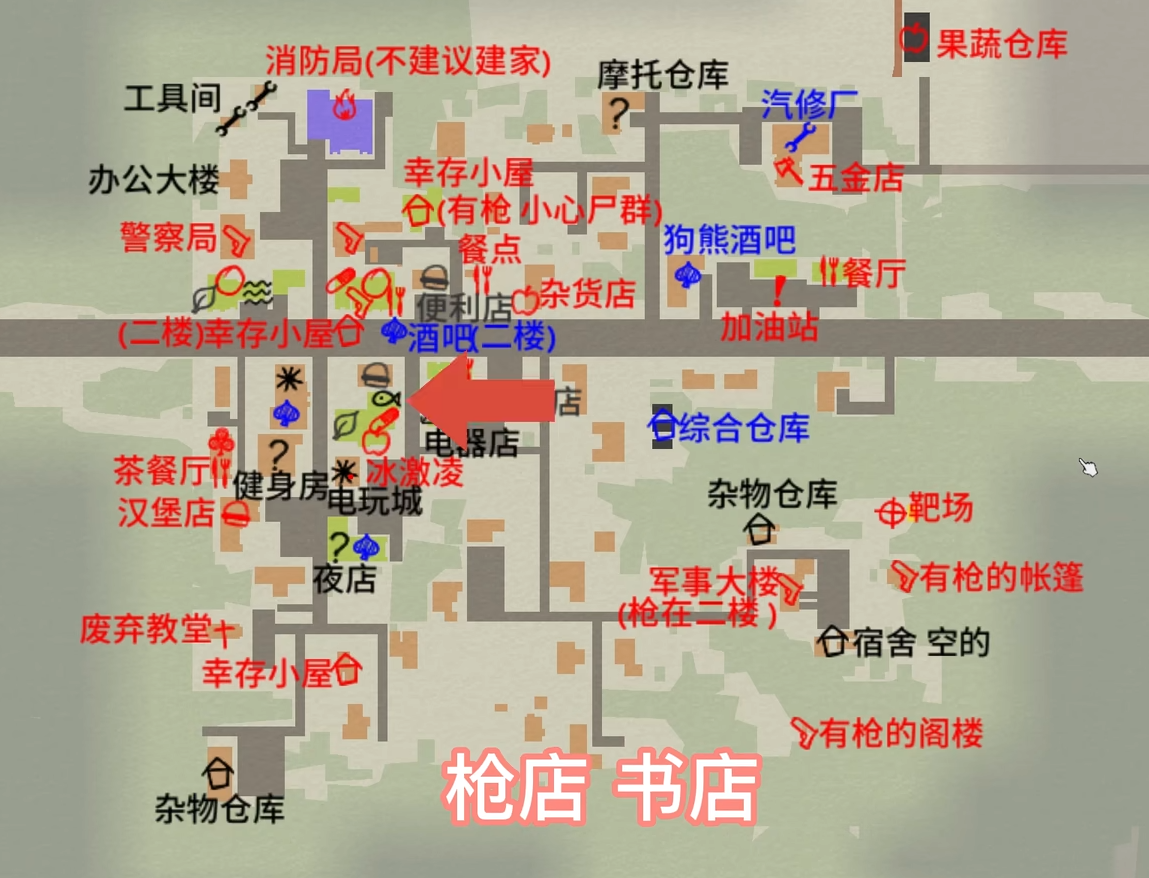 果蔬仓库
消防局(不建议建家)
摩托仓库
工具间
?
汽修厂
办公大楼
幸存小屋
五金店
(有枪 小心尸群)
警察局
餐点
狗熊酒吧
餐厅
杂货店
便利店
!
加油站
(二楼)幸存小屋
酒吧(二楼)
店
综合仓库
电器店
?
茶餐厅
冰激凌
健身房
电玩城
杂物仓库
汉堡店
靶场
?
夜店
军事大楼
有枪的帐篷
(枪在二楼 )
废弃教堂
宿舍 空的
幸存小屋
有枪的阁楼
枪店 书店
杂物仓库